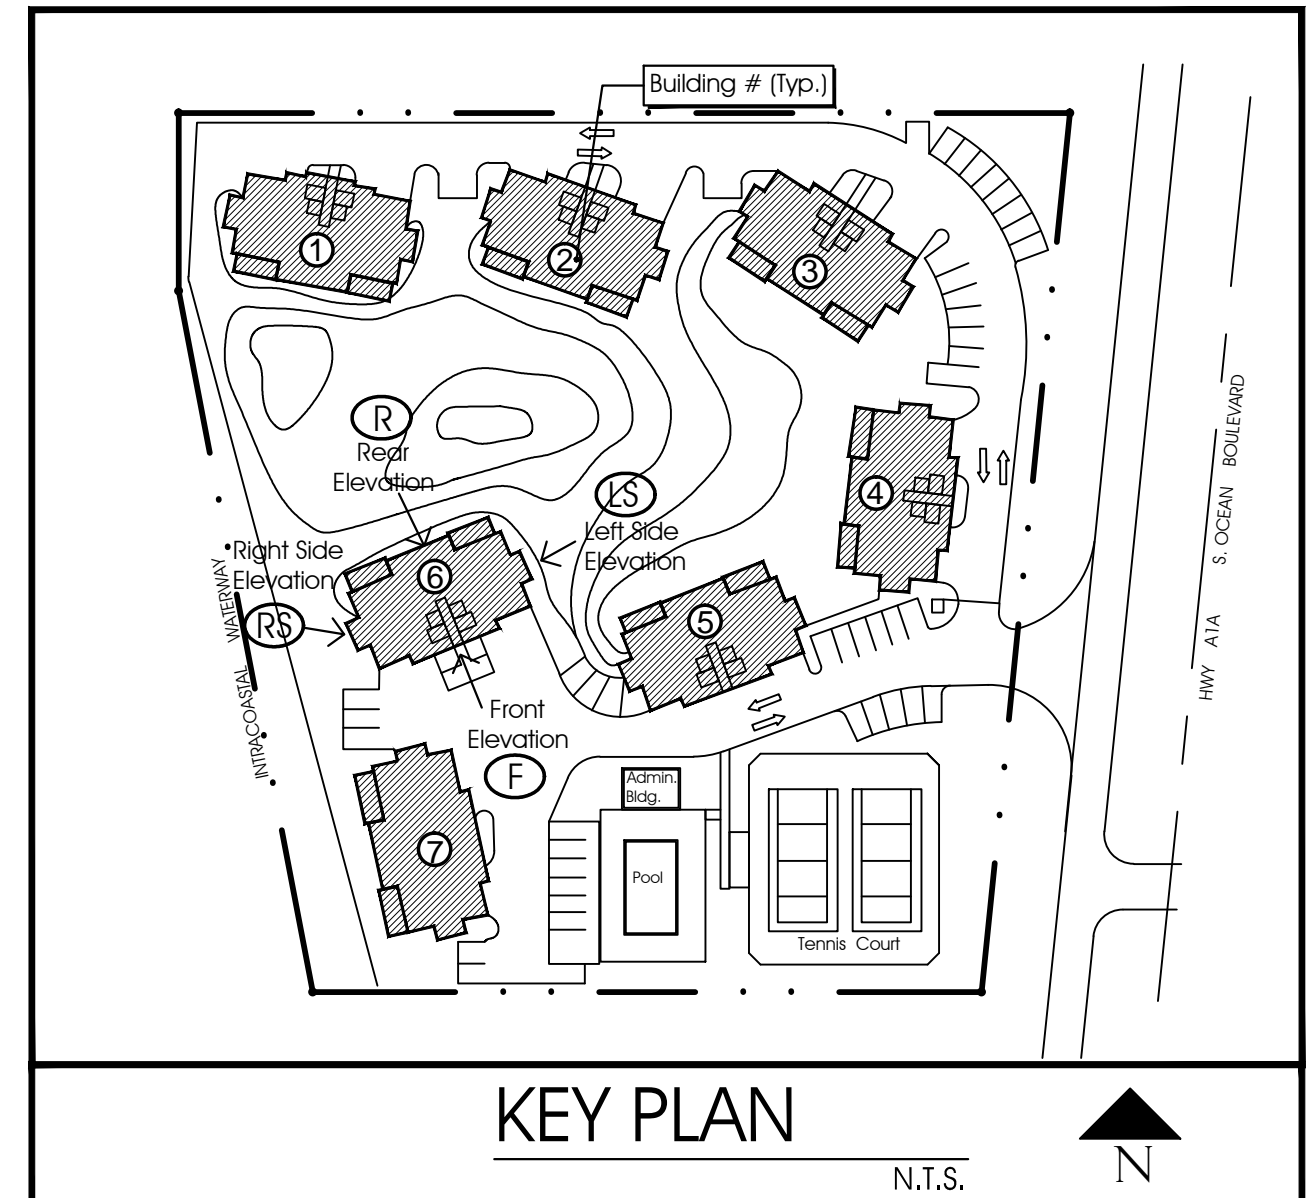 Building # (Typ.)
1
2
3
R
Rear
Elevation
4
LS
Left Side
Elevation
Right Side
Elevation
RS
6
5
INTRACOASTAL WATERWAY
HWY A1A S. OCEAN BOULEVARD
Front
Elevation
F
7
Admin.
Bldg.
Pool
Tennis Court
KEY PLAN
N.T.S.
N